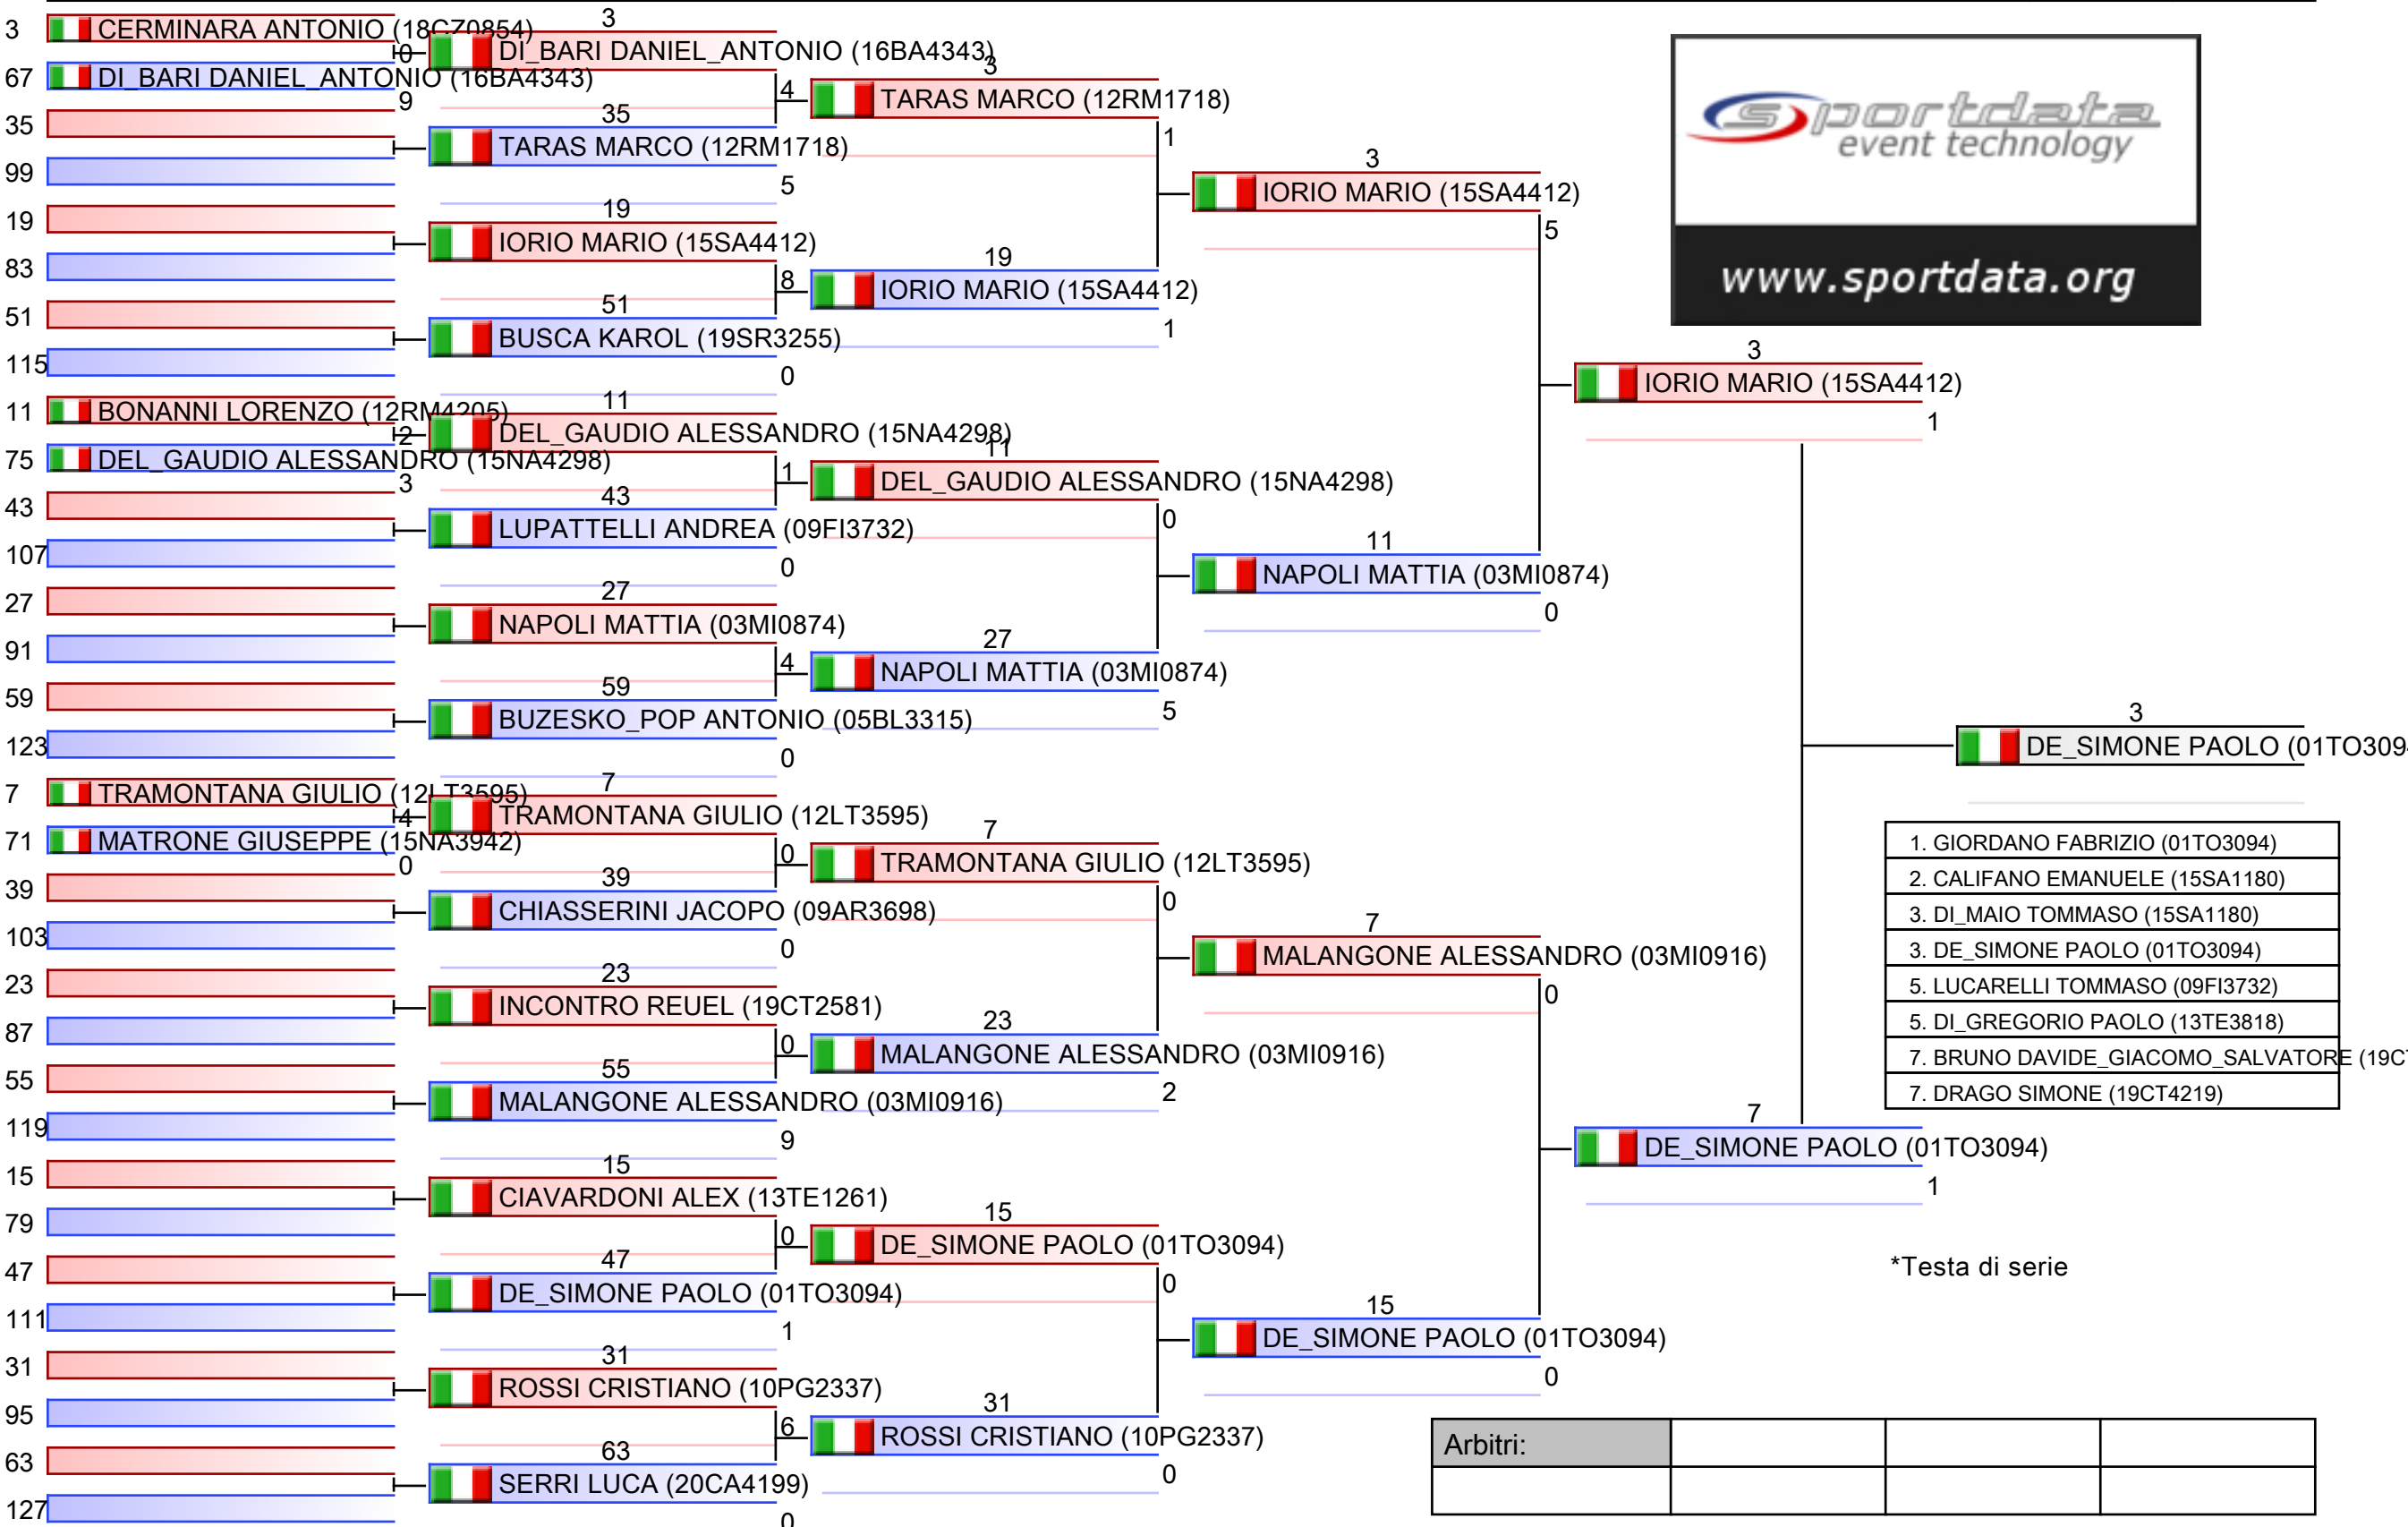 3 CERMINARA ANTONIO (18CZ0854)
0
67 DI_BARI DANIEL_ANTONIO (16BA4343)
9
35
99
19
83
51
115
11 BONANNI LORENZO (12RM4205)
2
75 DEL_GAUDIO ALESSANDRO (15NA4298)
3
43
107
27
91
59
123
7 TRAMONTANA GIULIO (12LT3595)
4
71 MATRONE GIUSEPPE (15NA3942)
0
39
103
23
87
55
119
15
79
47
111
31
95
63
127
3
DI_BARI DANIEL_ANTONIO (16BA4343)
4
35
TARAS MARCO (12RM1718)
5
19
IORIO MARIO (15SA4412)
8
51
BUSCA KAROL (19SR3255)
0
11
DEL_GAUDIO ALESSANDRO (15NA4298)
1
43
LUPATTELLI ANDREA (09FI3732)
0
27
NAPOLI MATTIA (03MI0874)
4
59
BUZESKO_POP ANTONIO (05BL3315)
0
7
TRAMONTANA GIULIO (12LT3595)
0
39
CHIASSERINI JACOPO (09AR3698)
0
23
INCONTRO REUEL (19CT2581)
0
55
MALANGONE ALESSANDRO (03MI0916)
9
15
CIAVARDONI ALEX (13TE1261)
0
47
DE_SIMONE PAOLO (01TO3094)
1
31
ROSSI CRISTIANO (10PG2337)
6
63
SERRI LUCA (20CA4199)
0
3
TARAS MARCO (12RM1718)
1
19
IORIO MARIO (15SA4412)
1
11
DEL_GAUDIO ALESSANDRO (15NA4298)
0
27
NAPOLI MATTIA (03MI0874)
5
7
TRAMONTANA GIULIO (12LT3595)
0
23
MALANGONE ALESSANDRO (03MI0916)
2
15
DE_SIMONE PAOLO (01TO3094)
0
31
ROSSI CRISTIANO (10PG2337)
0
3
IORIO MARIO (15SA4412)
5
11
NAPOLI MATTIA (03MI0874)
0
7
MALANGONE ALESSANDRO (03MI0916)
0
15
DE_SIMONE PAOLO (01TO3094)
0
3
IORIO MARIO (15SA4412)
1
7
DE_SIMONE PAOLO (01TO3094)
1
3
DE_SIMONE PAOLO (01TO309
sportdata
event technology
www.sportdata.org
1. GIORDANO FABRIZIO (01TO3094)
2. CALIFANO EMANUELE (15SA1180)
3. DI_MAIO TOMMASO (15SA1180)
3. DE_SIMONE PAOLO (01TO3094)
5. LUCARELLI TOMMASO (09FI3732)
5. DI_GREGORIO PAOLO (13TE3818)
7. BRUNO DAVIDE_GIACOMO_SALVATORE (19C
7. DRAGO SIMONE (19CT4219)
*Testa di serie
Arbitri: